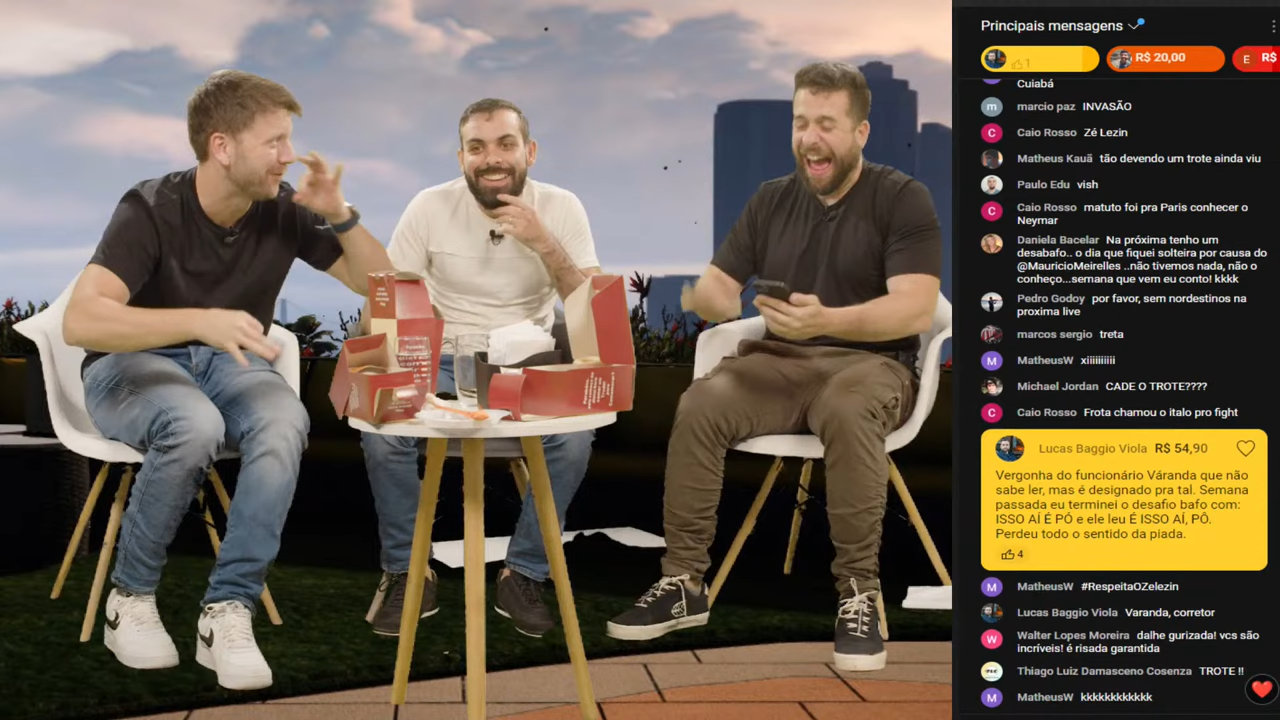 Principais mensagens
1
R$ 20,00
E R$
Cuiabá
m marcio paz INVASÃO
C Caio Rosso Zé Lezin
Matheus Kauã tão devendo um trote ainda viu
Paulo Edu vish
C Caio Rosso matuto foi pra Paris conhecer o
Neymar
Daniela Bacelar Na próxima tenho um
desabafo.. o dia que fiquei solteira por causa do
@MauricioMeirelles ..não tivemos nada, não o
conheço...semana que vem eu conto! kkkk
Pedro Godoy por favor, sem nordestinos na
proxima live
marcos sergio treta
M MatheusW xiiiiiiiiii
Michael Jordan CADE O TROTE????
C Caio Rosso Frota chamou o italo pro fight
Lucas Baggio Viola R$ 54,90
Vergonha do funcionário Váranda que não
sabe ler, mas é designado pra tal. Semana
passada eu terminei o desafio bafo com:
ISSO AÍ É PÓ e ele leu É ISSO AÍ, PÔ.
Perdeu todo o sentido da piada.
4
M MatheusW #RespeitaOZelezin
Lucas Baggio Viola Varanda, corretor
W Walter Lopes Moreira dalhe gurizada! vcs são
incríveis! é risada garantida
Thiago Luiz Damasceno Cosenza TROTE !!
M MatheusW kkkkkkkkkkkk